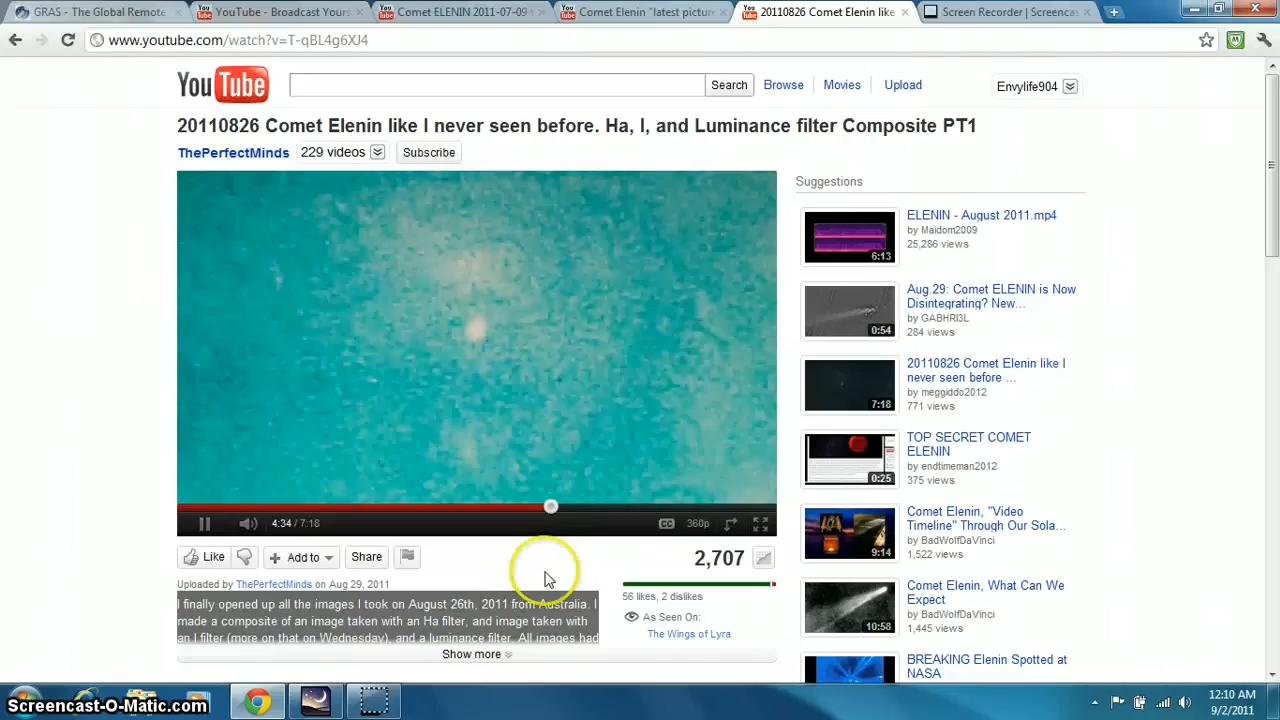 GRAS - The Global Remote
YouTube - Broadcast Yours
Comet ELENIN 2011-07-09
Comet Elenin "latest picture
20110826 Comet Elenin like
Screen Recorder | Screencas
www.youtube.com/watch?v=T-qBL4g6XJ4
YouTube
Search
Browse
Movies
Upload
Envylife904
20110826 Comet Elenin like I never seen before. Ha, I, and Luminance filter Composite PT1
ThePerfectMinds
229 videos
Subscribe
Suggestions
ELENIN - August 2011.mp4
by Maidom2009
25,286 views
6:13
Aug.29: Comet ELENIN is Now
Disintegrating? New...
by GABHRI3L
284 views
0:54
20110826 Comet Elenin like I
never seen before ...
by meggiddo2012
771 views
7:18
TOP SECRET COMET
ELENIN
by endtimeman2012
375 views
0:25
Comet Elenin, "Video
Timeline" Through Our Sola...
by BadWolfDaVinci
1,522 views
9:14
Comet Elenin, What Can We
Expect
by BadWolfDaVinci
1,445 views
10:58
BREAKING Elenin Spotted at
NASA
4:34 / 7:18
CC
360p
Like
Add to
Share
2,707
Uploaded by ThePerfectMinds on Aug 29, 2011
I finally opened up all the images I took on August 26th, 2011 from Australia. I
made a composite of an image taken with an Ha filter, and image taken with
an I filter (more on that on Wednesday), and a luminance filter. All images had
Show more
56 likes, 2 dislikes
As Seen On:
The Wings of Lyra
Screencast-O-Matic.com
12:10 AM
9/2/2011